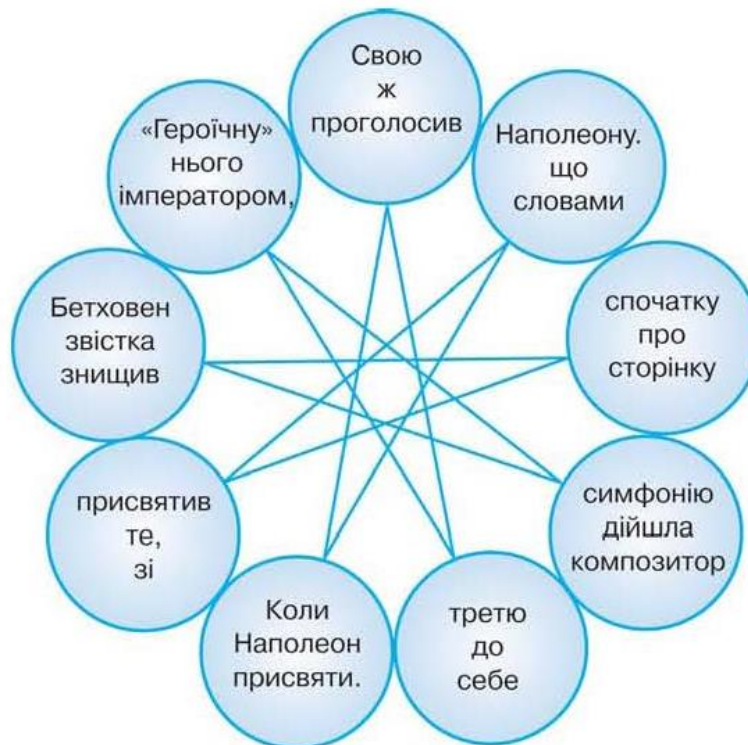 Свою
ж
проголосив
«Героїчну»
нього
імператором,
Наполеону.
що
словами
Бетховен
звістка
знищив
спочатку
про
сторінку
присвятив
те,
зі
симфонію
дійшла
композитор
Коли
Наполеон
присвяти.
третю
до
себе